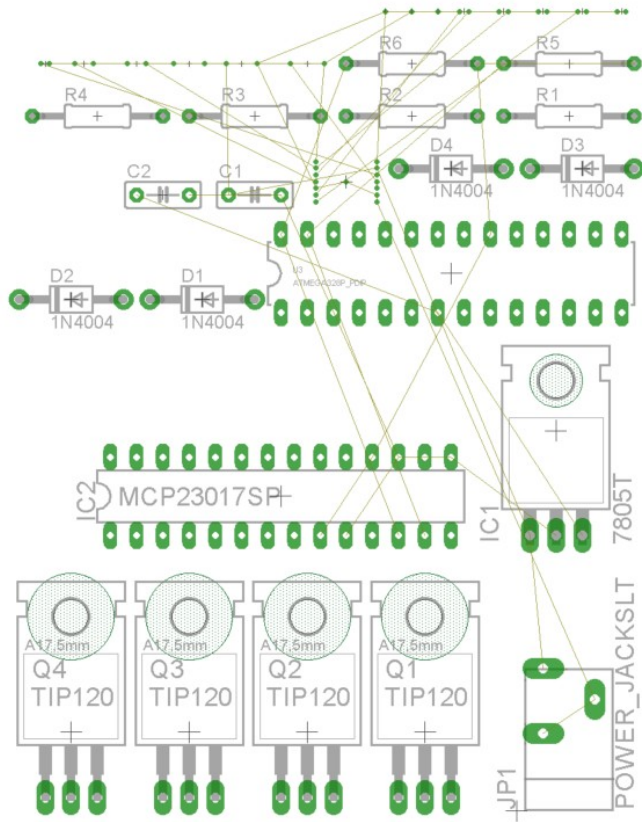 R6
R5
R4
R3
R2
R1
D4
D3
C2
C1
1N4004
1N4004
U3
ATMEGA328P_PDIP
D2
D1
1N4004
1N4004
IC2
MCP23017SP
IC1
7805T
A17,5mm
A17,5mm
A17,5mm
A17,5mm
Q4
Q3
Q2
Q1
TIP120
TIP120
TIP120
TIP120
JP1
POWER_JACKSLT